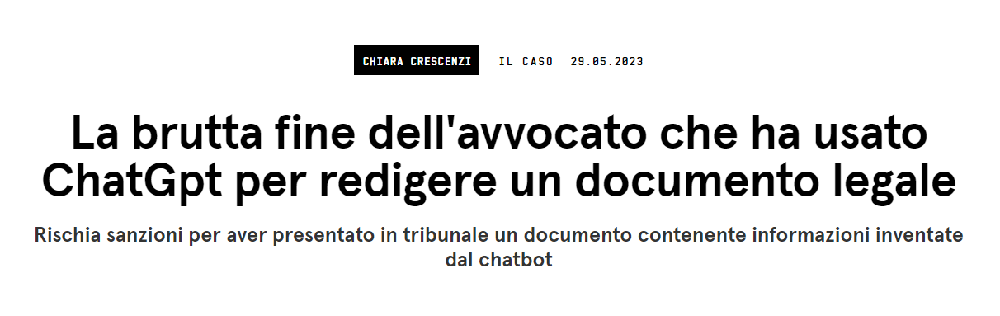 CHIARA CRESCENZI IL CASO 29.05.2023
La brutta fine dell'avvocato che ha usato
ChatGpt per redigere un documento legale
Rischia sanzioni per aver presentato in tribunale un documento contenente informazioni inventate
dal chatbot